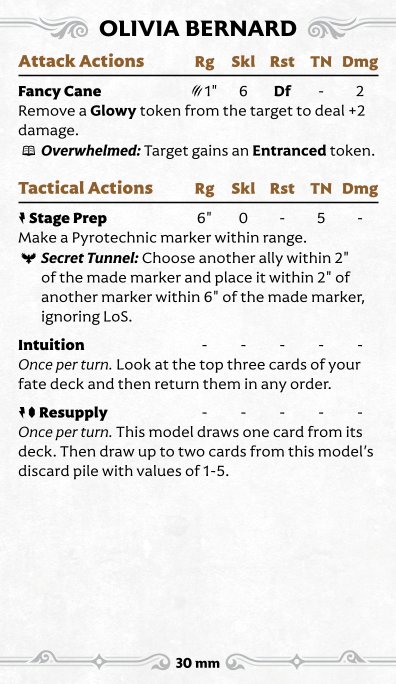 OLIVIA BERNARD
Attack Actions Rg Skl Rst TN Dmg
Fancy Cane 1" 6 Df - 2
Remove a Glowy token from the target to deal +2
damage.
Overwhelmed: Target gains an Entranced token.
Tactical Actions Rg Skl Rst TN Dmg
Stage Prep 6" 0 - 5 -
Make a Pyrotechnic marker within range.
Secret Tunnel: Choose another ally within 2"
of the made marker and place it within 2" of
another marker within 6" of the made marker,
ignoring LoS.
Intuition - - - - -
Once per turn. Look at the top three cards of your
fate deck and then return them in any order.
Resupply - - - - -
Once per turn. This model draws one card from its
deck. Then draw up to two cards from this model's
discard pile with values of 1-5.
30 mm